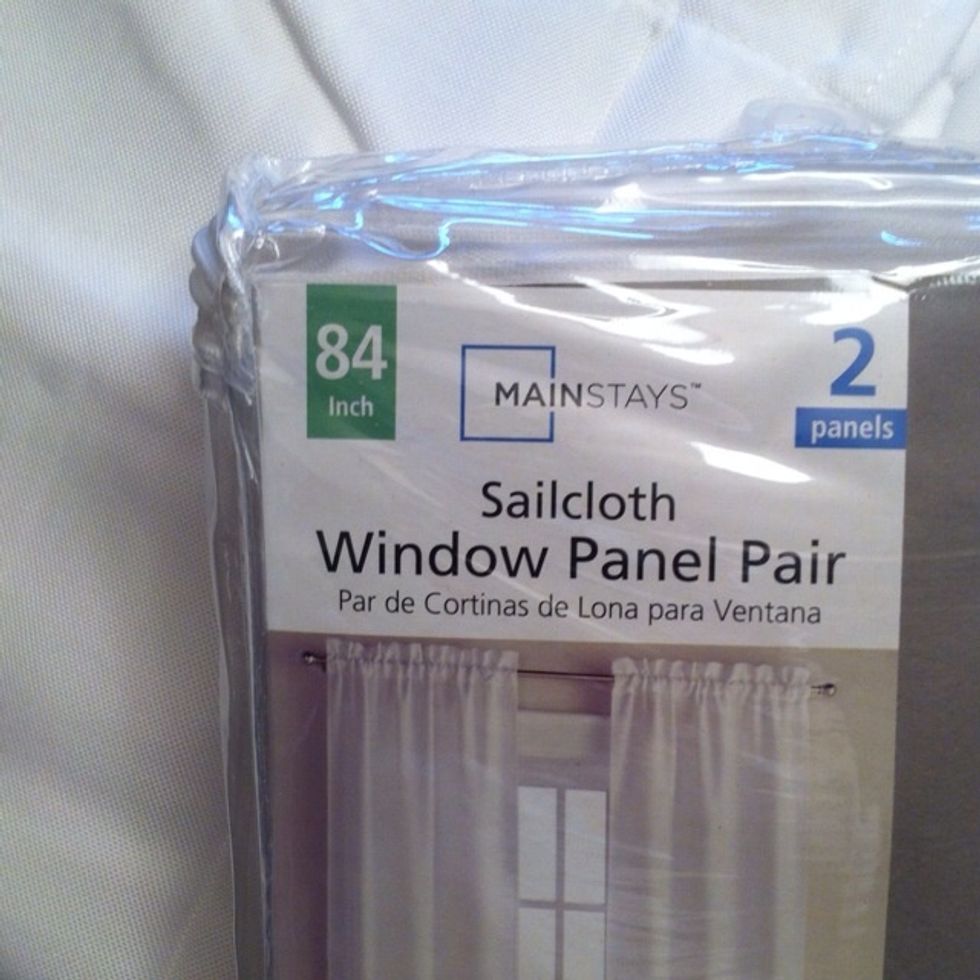 84
Inch
MAINSTAYS™
2
panels
Sailcloth
Window Panel Pair
Par de Cortinas de Lona para Ventana